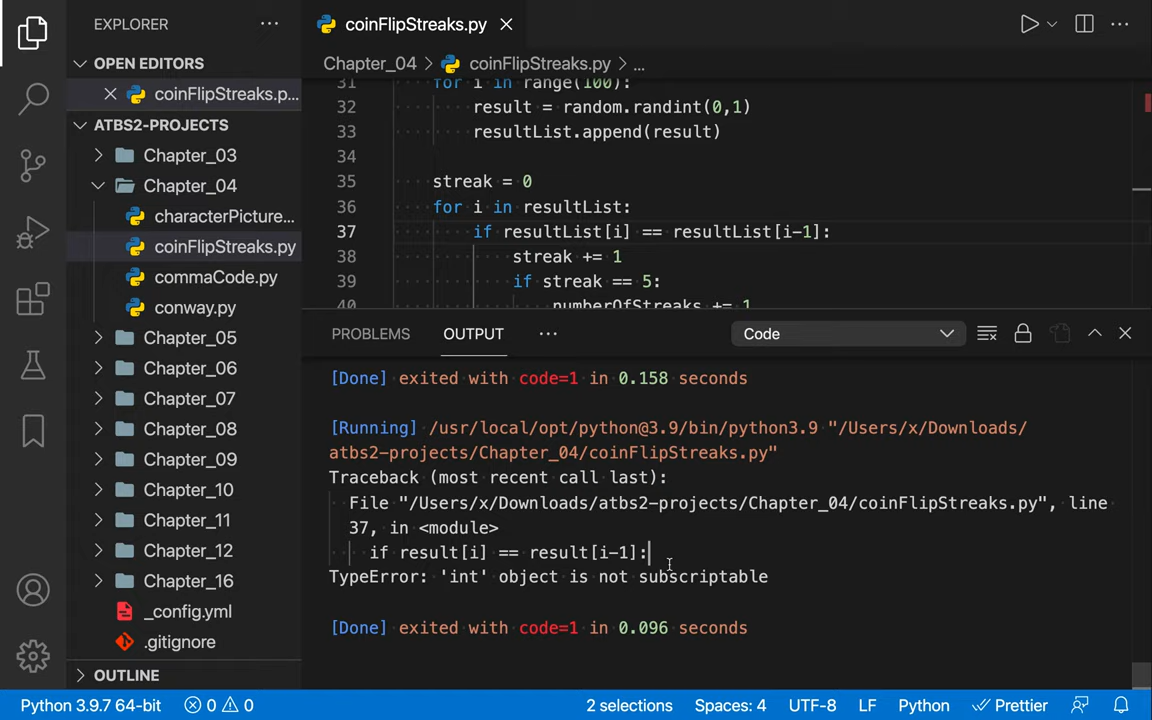 EXPLORER
OPEN EDITORS
coinFlipStreaks.p...
ATBS2-PROJECTS
Chapter_03
Chapter_04
characterPicture...
coinFlipStreaks.py
commaCode.py
conway.py
Chapter_05
Chapter_06
Chapter_07
Chapter_08
Chapter_09
Chapter_10
Chapter_11
Chapter_12
Chapter_16
_config.yml
.gitignore
OUTLINE
coinFlipStreaks.py
Chapter_04 > coinFlipStreaks.py > ...
31 for i in range(100):
32 result = random.randint(0,1)
33 resultList.append(result)
34
35 streak = 0
36 for i in resultList:
37 if resultList[i] == resultList[i-1]:
38 streak += 1
39 if streak == 5:
40 numberOfStreaks += 1
PROBLEMS OUTPUT ... Code
[Done] exited with code=1 in 0.158 seconds
[Running] /usr/local/opt/python@3.9/bin/python3.9 "/Users/x/Downloads/
atbs2-projects/Chapter_04/coinFlipStreaks.py"
Traceback (most recent call last):
File "/Users/x/Downloads/atbs2-projects/Chapter_04/coinFlipStreaks.py", line
37, in <module>
if result[i] == result[i-1]:
TypeError: 'int' object is not subscriptable
[Done] exited with code=1 in 0.096 seconds
Python 3.9.7 64-bit 0 0 2 selections Spaces: 4 UTF-8 LF Python Prettier